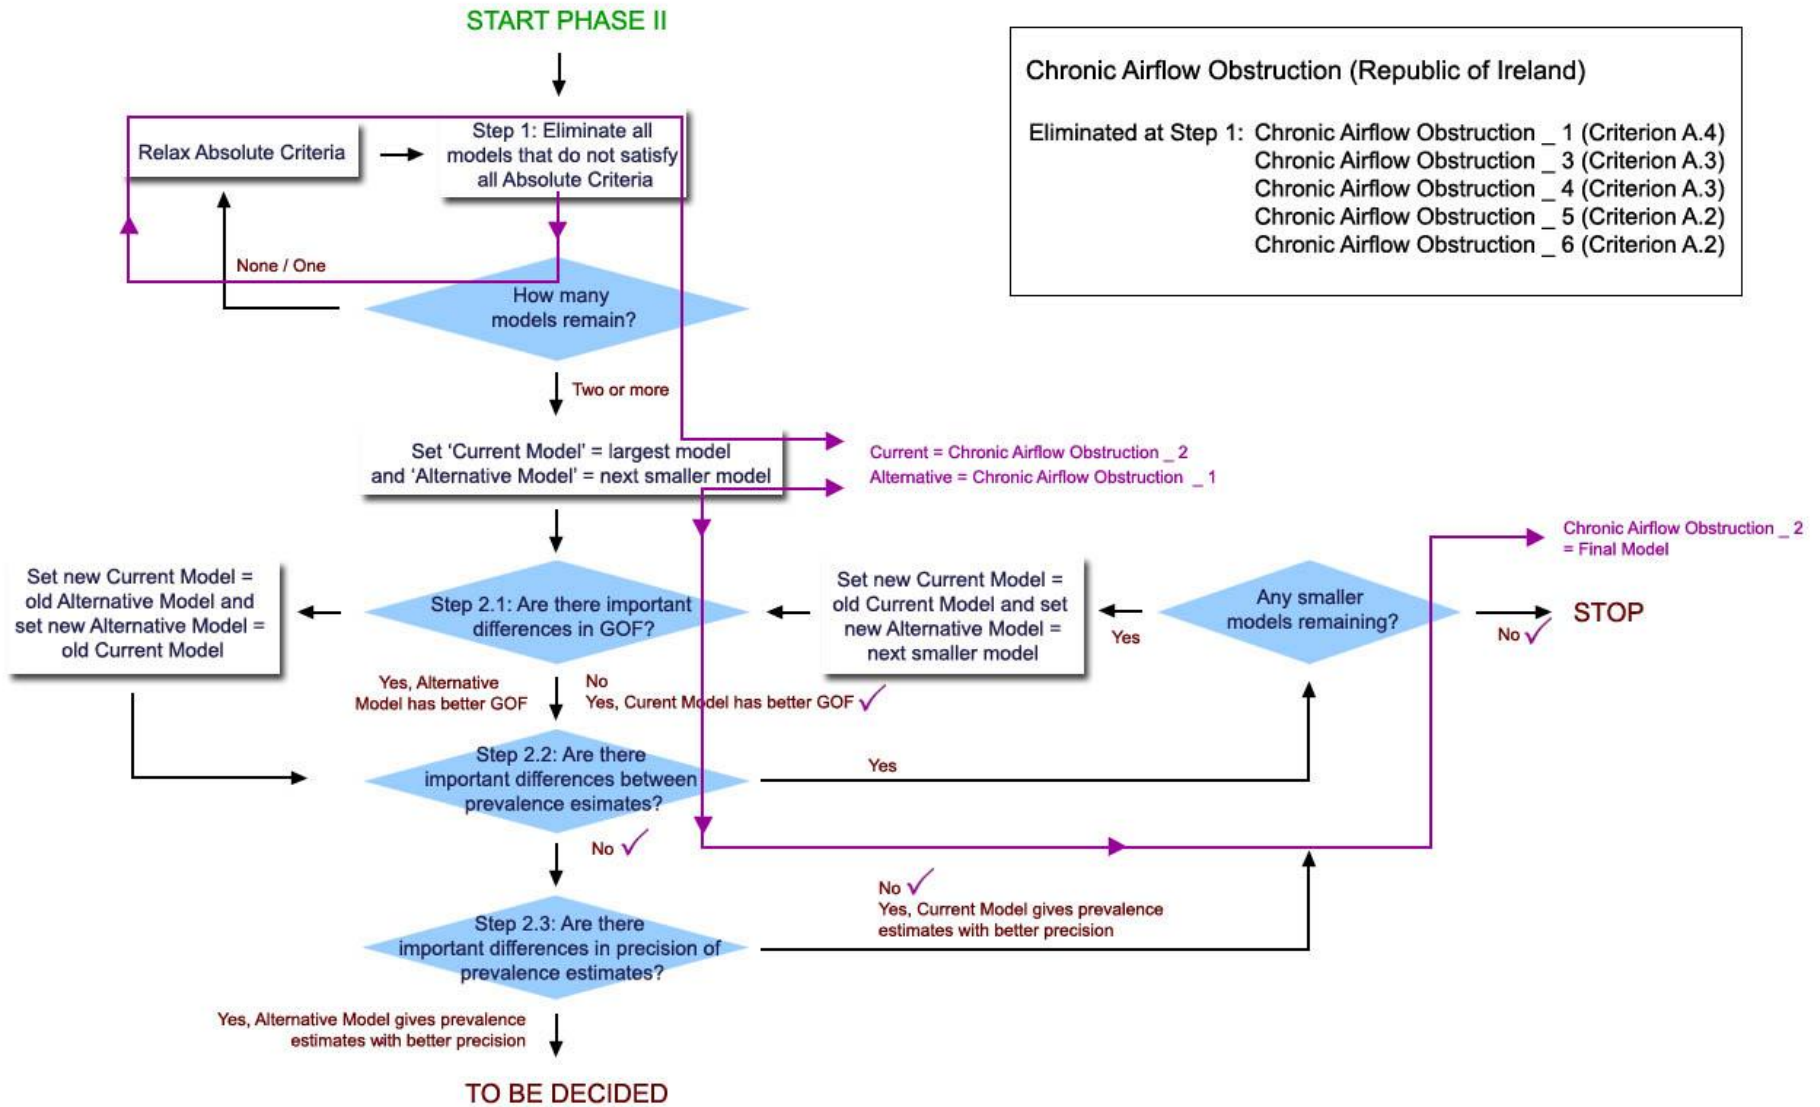 START PHASE II
Chronic Airflow Obstruction (Republic of Ireland)
Eliminated at Step 1: Chronic Airflow Obstruction _ 1 (Criterion A.4)
Chronic Airflow Obstruction _ 3 (Criterion A.3)
Chronic Airflow Obstruction _ 4 (Criterion A.3)
Chronic Airflow Obstruction _ 5 (Criterion A.2)
Chronic Airflow Obstruction _ 6 (Criterion A.2)
Relax Absolute Criteria
Step 1: Eliminate all
models that do not satisfy
all Absolute Criteria
None / One
How many
models remain?
Two or more
Set ‘Current Model’ = largest model
and ‘Alternative Model’ = next smaller model
Current = Chronic Airflow Obstruction _ 2
Alternative = Chronic Airflow Obstruction _ 1
Chronic Airflow Obstruction _ 2
= Final Model
Set new Current Model =
old Alternative Model and
set new Alternative Model =
old Current Model
Step 2.1: Are there important
differences in GOF?
Set new Current Model =
old Current Model and set
new Alternative Model =
next smaller model
Yes
Any smaller
models remaining?
No
STOP
Yes, Alternative
Model has better GOF
No
Yes, Curent Model has better GOF
Step 2.2: Are there
important differences between
prevalence esimates?
Yes
No
No
Yes, Current Model gives prevalence
estimates with better precision
Step 2.3: Are there
important differences in precision of
prevalence estimates?
Yes, Alternative Model gives prevalence
estimates with better precision
TO BE DECIDED